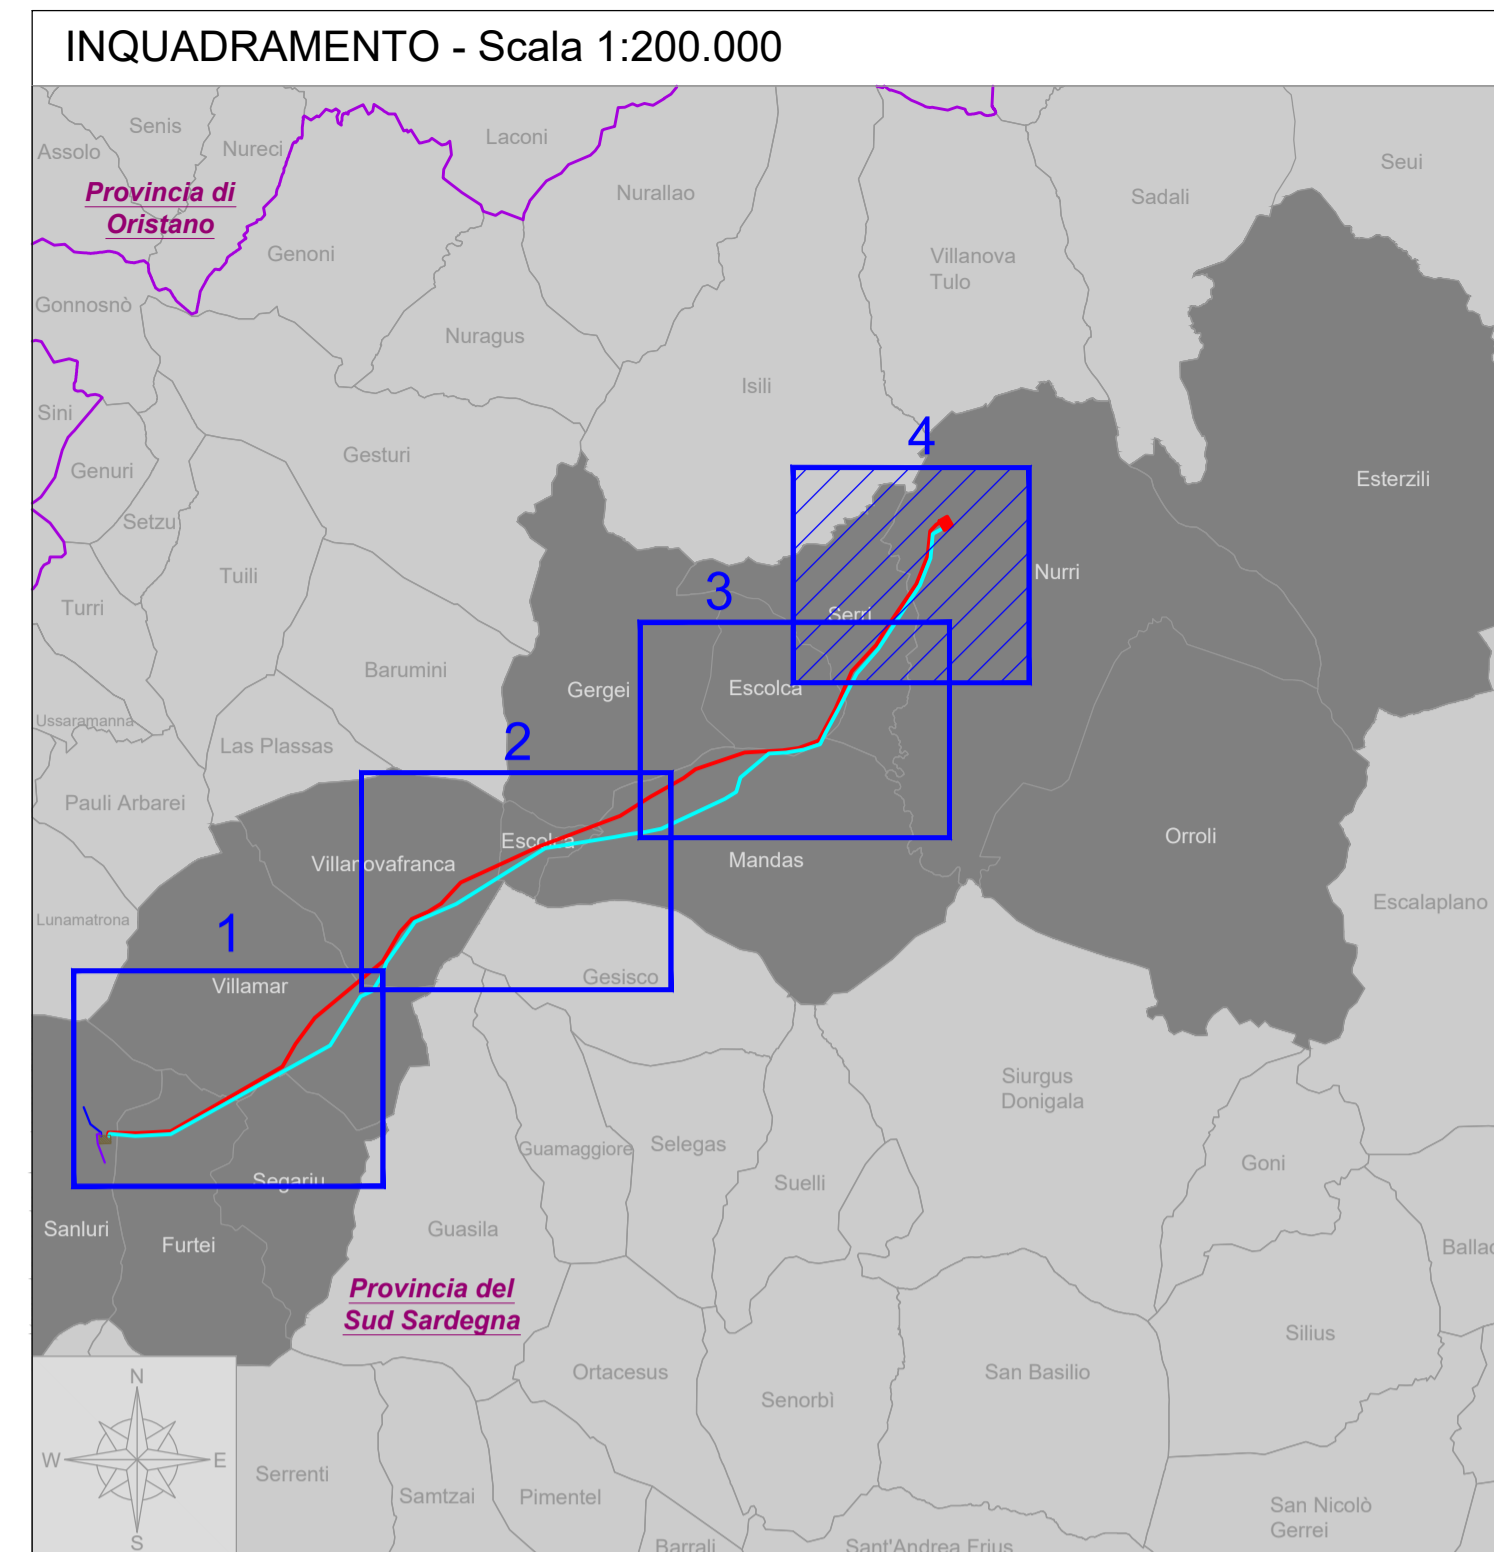 INQUADRAMENTO - Scala 1:200.000
Senis
Assolo
Nureci
Laconi
Seui
Provincia di
Oristano
Nurallao
Sadali
Genoni
Villanova
Tulo
Gonnosnò
Nuragus
Isili
Sini
Genuri
Gesturi
4
Esterzili
Setzu
Tuili
Nurri
3
Turri
Serri
Barumini
Gergei
Escolca
Ussaramanna
Las Plassas
2
Pauli Arbarei
Escolca
Orroli
Villanovafranca
Mandas
Lunamatrona
1
Escalaplano
Villamar
Gesisco
Siurgus
Donigala
Guamaggiore
Selegas
Goni
Segariu
Suelli
Sanluri
Furtei
Guasila
Ballao
Provincia del
Sud Sardegna
Silius
Ortacesus
San Basilio
Senorbì
N
W
E
S
Serrenti
Samtzai
Pimentel
San Nicolò
Gerrei
Barrali
Sant'Andrea Frius